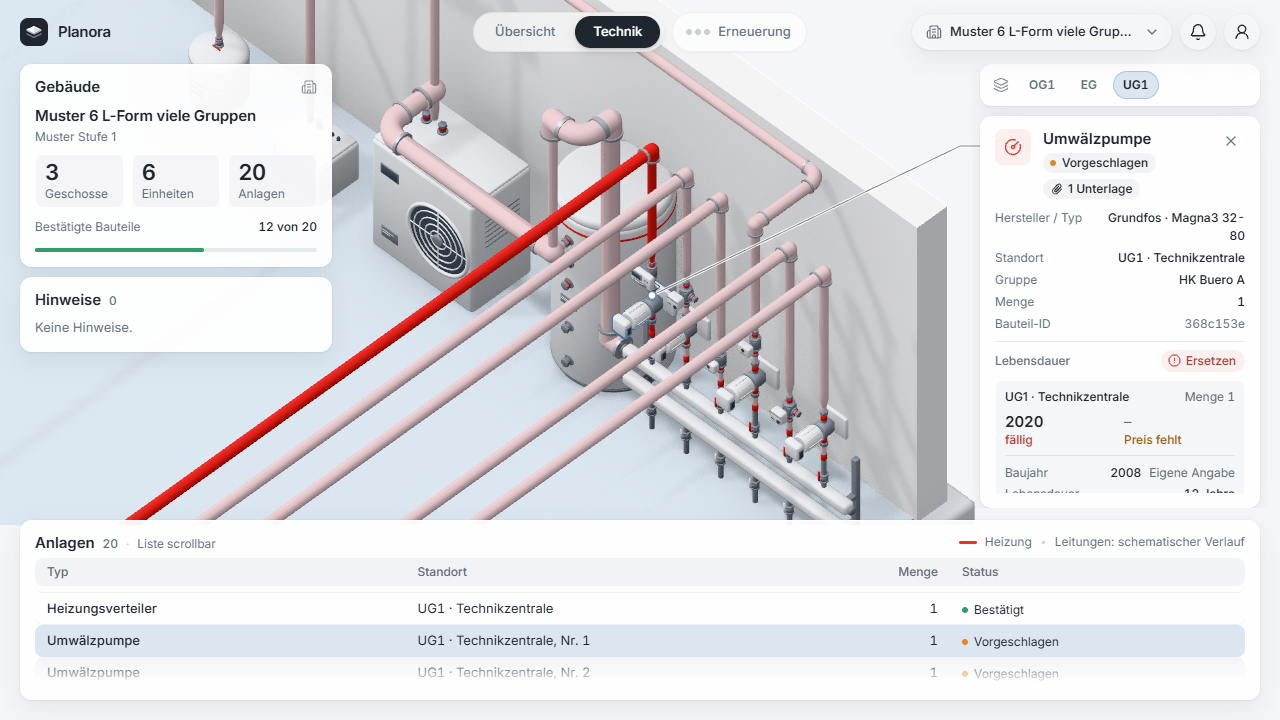 Planora
Übersicht
Technik
Erneuerung
Muster 6 L-Form viele Grup...
Gebäude
Muster 6 L-Form viele Gruppen
Muster Stufe 1
3
Geschosse
6
Einheiten
20
Anlagen
Bestätigte Bauteile
12 von 20
Hinweise 0
Keine Hinweise.
OG1
EG
UG1
Umwälzpumpe
Vorgeschlagen
1 Unterlage
Hersteller / Typ
Grundfos · Magna3 32-
80
Standort
UG1 · Technikzentrale
Gruppe
HK Buero A
Menge
1
Bauteil-ID
368c153e
Lebensdauer
Ersetzen
UG1 · Technikzentrale
Menge 1
2020
–
fällig
Preis fehlt
Baujahr
2008 Eigene Angabe
Lebensdauer
12 Jahre
Anlagen 20 · Liste scrollbar
Heizung · Leitungen: schematischer Verlauf
Typ
Standort
Menge
Status
Heizungsverteiler
UG1 · Technikzentrale
1
Bestätigt
Umwälzpumpe
UG1 · Technikzentrale, Nr. 1
1
Vorgeschlagen
Umwälzpumpe
UG1 · Technikzentrale, Nr. 2
1
Vorgeschlagen